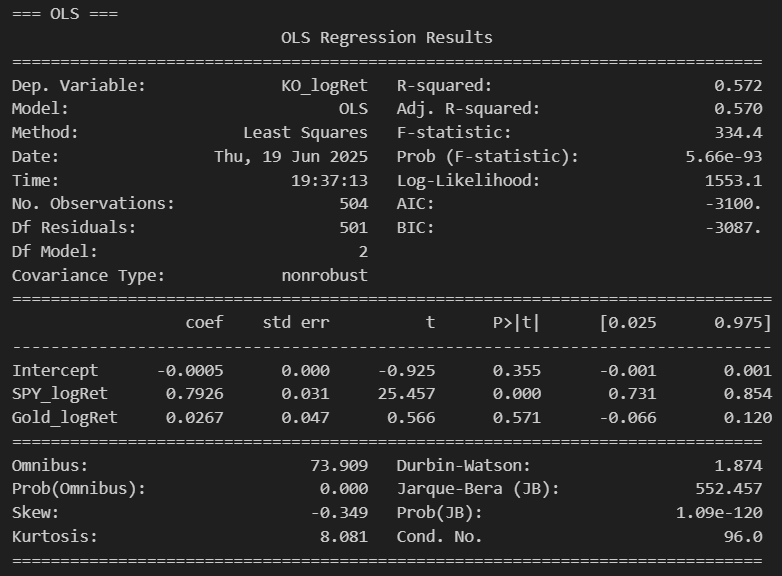 === OLS ===
OLS Regression Results
==============================================================================
Dep. Variable: KO_logRet R-squared: 0.572
Model: OLS Adj. R-squared: 0.570
Method: Least Squares F-statistic: 334.4
Date: Thu, 19 Jun 2025 Prob (F-statistic): 5.66e-93
Time: 19:37:13 Log-Likelihood: 1553.1
No. Observations: 504 AIC: -3100.
Df Residuals: 501 BIC: -3087.
Df Model: 2
Covariance Type: nonrobust
================================================================================
coef std err t P>|t| [0.025 0.975]
--------------------------------------------------------------------------------
Intercept -0.0005 0.000 -0.925 0.355 -0.001 0.001
SPY_logRet 0.7926 0.031 25.457 0.000 0.731 0.854
Gold_logRet 0.0267 0.047 0.566 0.571 -0.066 0.120
==============================================================================
Omnibus: 73.909 Durbin-Watson: 1.874
Prob(Omnibus): 0.000 Jarque-Bera (JB): 552.457
Skew: -0.349 Prob(JB): 1.09e-120
Kurtosis: 8.081 Cond. No. 96.0
==============================================================================